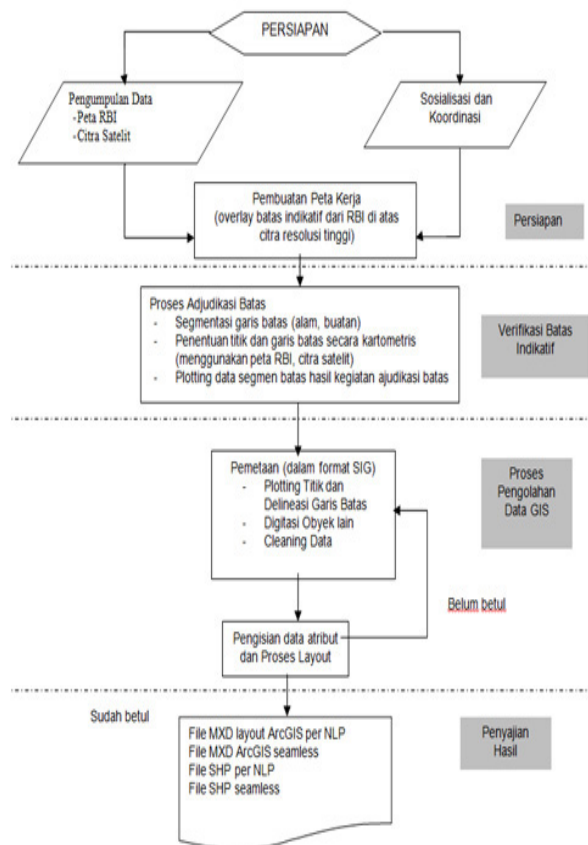 PERSIAPAN
Pengumpulan Data
- Peta RBI
- Citra Satelit
Sosialisasi dan
Koordinasi
Pembuatan Peta Kerja
(overlay batas indikatif dari RBI di atas
citra resolusi tinggi)
Persiapan
Proses Adjudikasi Batas
- Segmentasi garis batas (alam, buatan)
- Penentuan titik dan garis batas secara kartometris
(menggunakan peta RBI, citra satelit)
- Plotting data segmen batas hasil kegiatan ajudikasi batas
Verifikasi Batas
Indikatif
Pemetaan (dalam format SIG)
- Plotting Titik dan
Delineasi Garis Batas
- Digitasi Obyek lain
- Cleaning Data
Proses
Pengolahan
Data GIS
Belum betul
Pengisian data atribut
dan Proses Layout
Sudah betul
File MXD layout ArcGIS per NLP
File MXD ArcGIS seamless
File SHP per NLP
File SHP seamless
Penyajian
Hasil